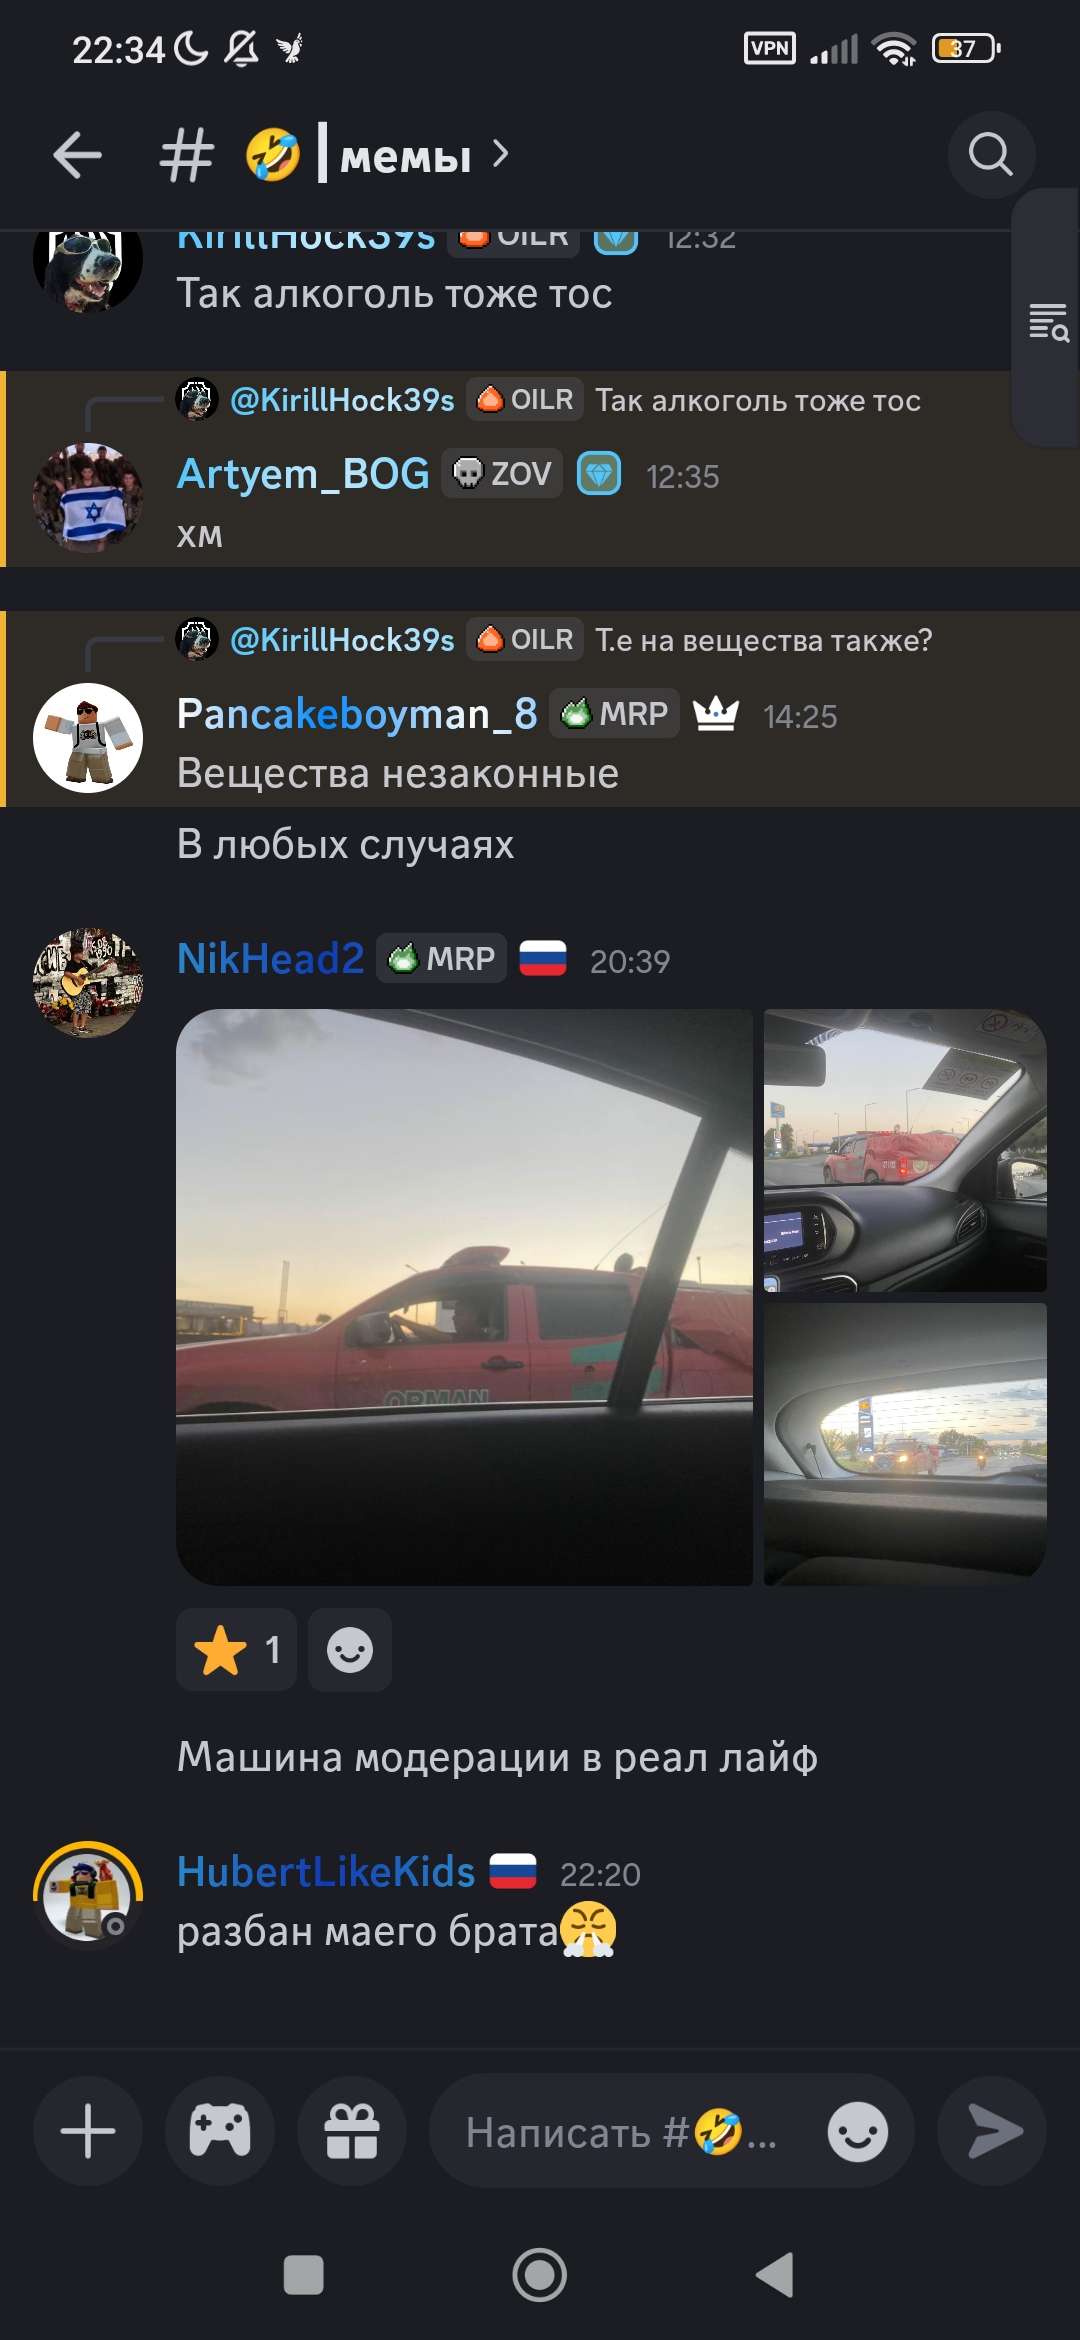 22:34 VPN 37
# 🤣┃мемы
KirillHock39s OILR 12:32
Так алкоголь тоже тос
@KirillHock39s OILR Так алкоголь тоже тос
Artyem_BOG ZOV 12:35
хм
@KirillHock39s OILR Т.е на вещества также?
Pancakeboyman_8 MRP 14:25
Вещества незаконные
В любых случаях
NikHead2 MRP 20:39
ORMAN
⭐ 1
Машина модерации в реал лайф
HubertLikeKids 22:20
разбан маего брата😤
Написать #🤣...